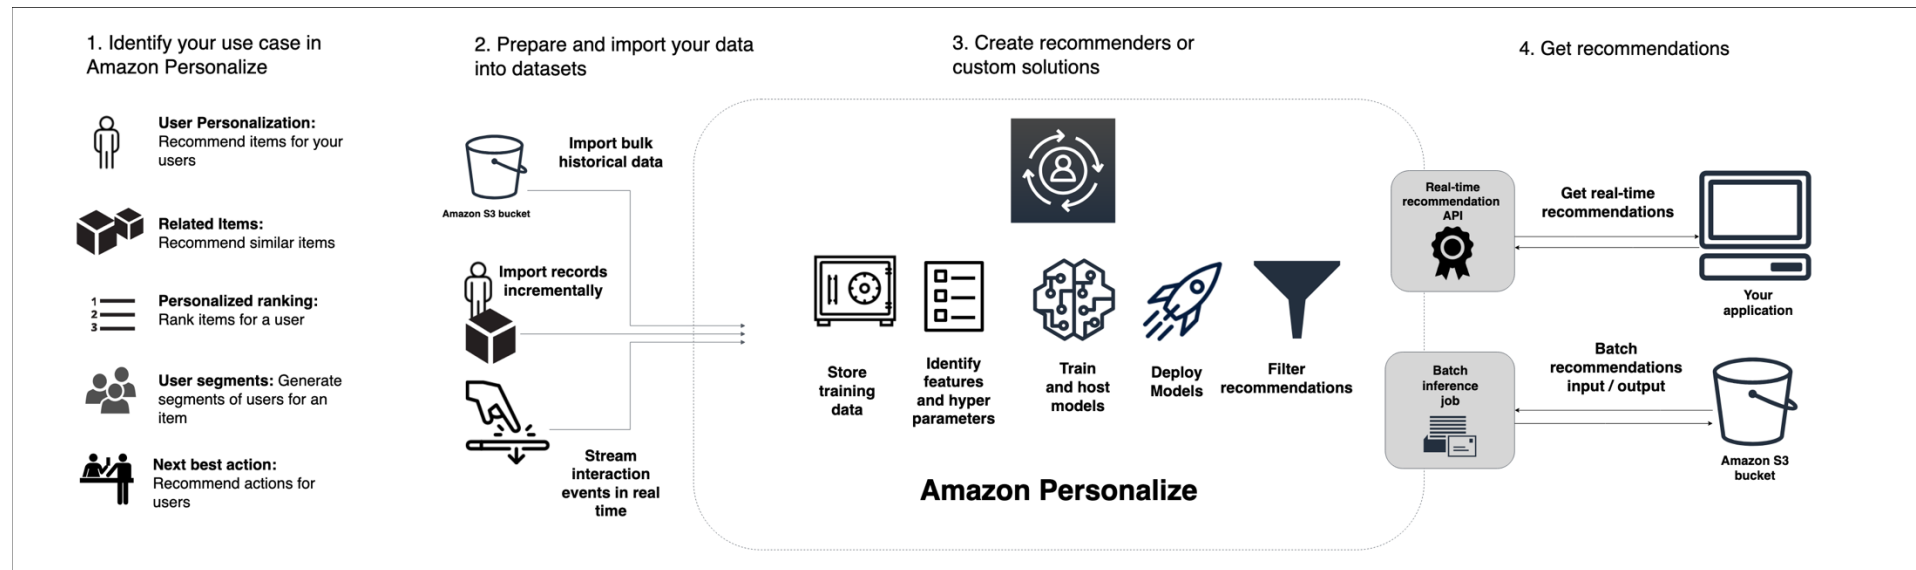 1. Identify your use case in
Amazon Personalize
User Personalization:
Recommend items for your
users
Related Items:
Recommend similar items
1
2
3
Personalized ranking:
Rank items for a user
User segments: Generate
segments of users for an
item
Next best action:
Recommend actions for
users
2. Prepare and import your data
into datasets
Import bulk
historical data
Amazon S3 bucket
Import records
incrementally
Stream
interaction
events in real
time
3. Create recommenders or
custom solutions
Store
training
data
Identify
features
and hyper
parameters
Train
and host
models
Deploy
Models
Filter
recommendations
Amazon Personalize
4. Get recommendations
Real-time
recommendation
API
Get real-time
recommendations
Your
application
Batch
inference
job
Batch
recommendations
input / output
Amazon S3
bucket